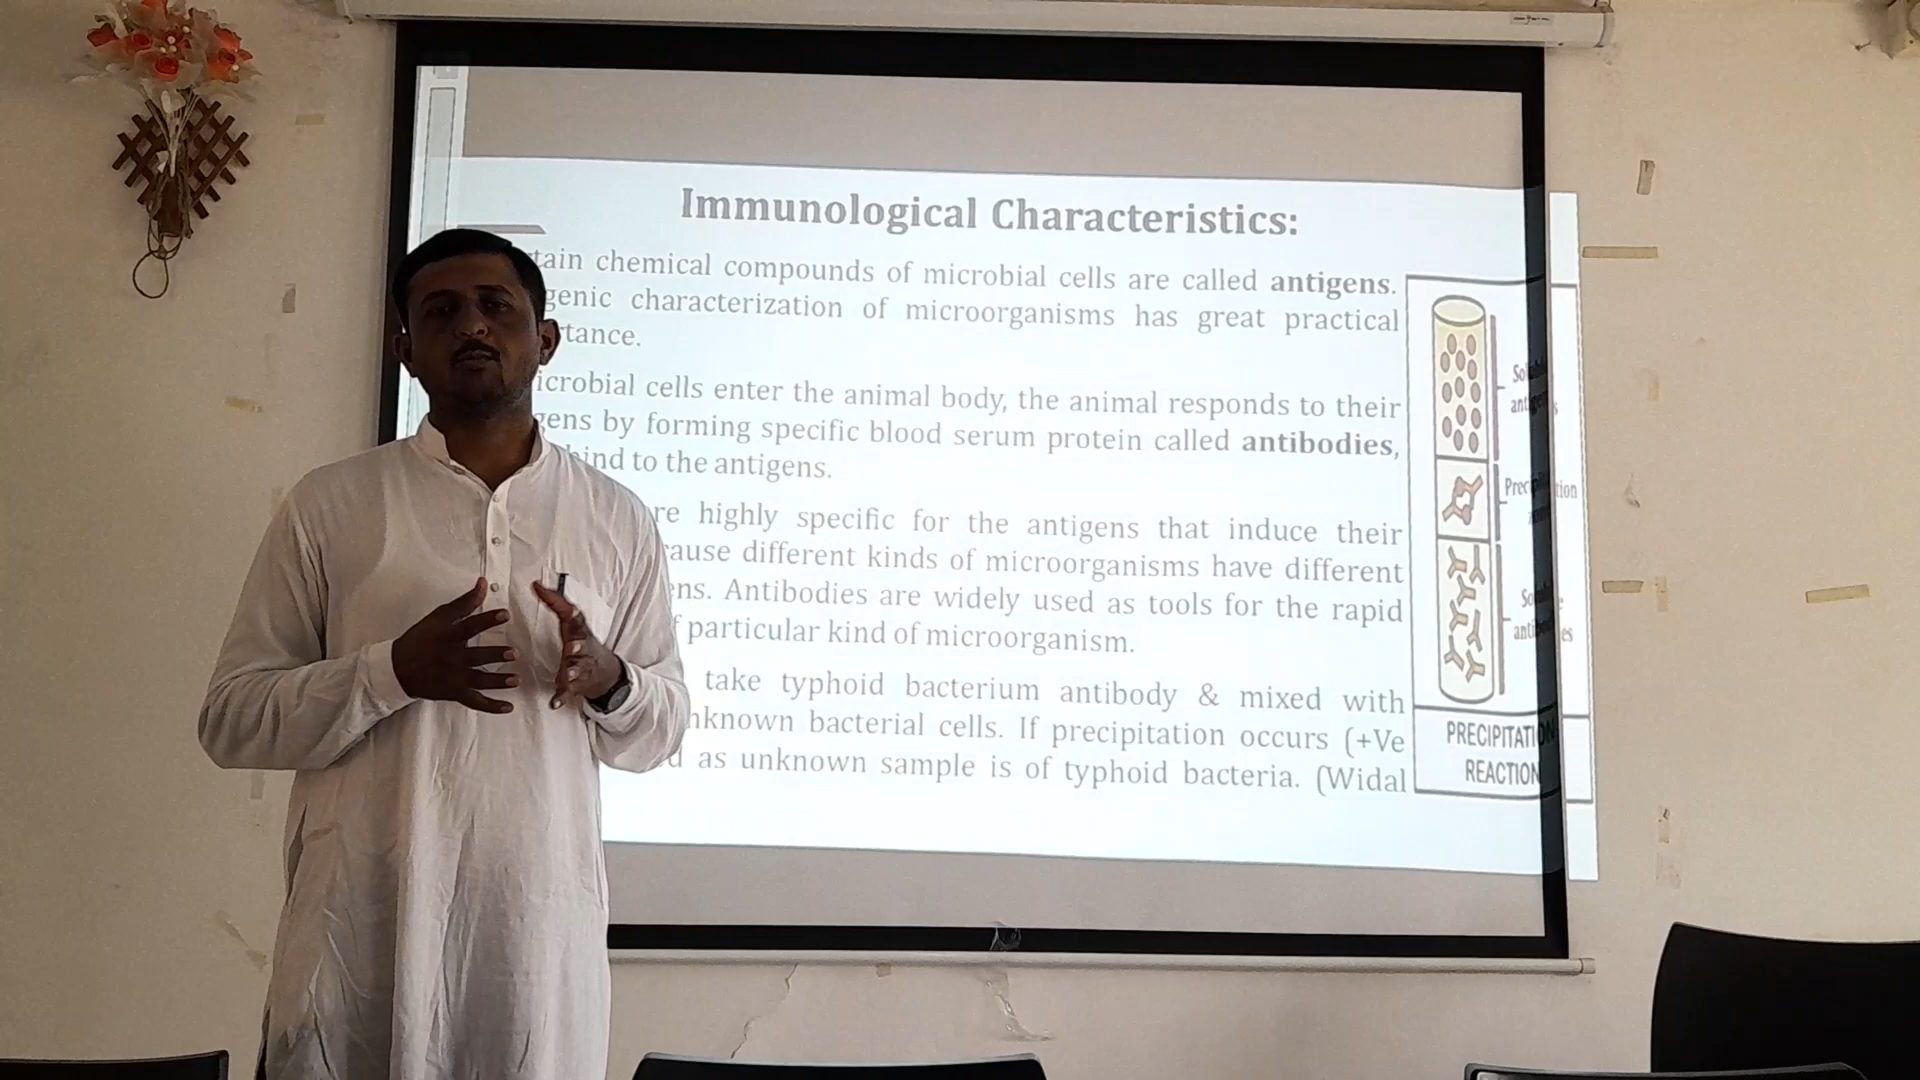 Immunological Characteristics:
tain chemical compounds of microbial cells are called antigens.
genic characterization of microorganisms has great practical
tance.
icrobial cells enter the animal body, the animal responds to their
gens by forming specific blood serum protein called antibodies,
bind to the antigens.
re highly specific for the antigens that induce their
ause different kinds of microorganisms have different
ens. Antibodies are widely used as tools for the rapid
f particular kind of microorganism.
take typhoid bacterium antibody & mixed with
nknown bacterial cells. If precipitation occurs (+Ve
d as unknown sample is of typhoid bacteria. (Widal
PRECIPITATION
REACTION